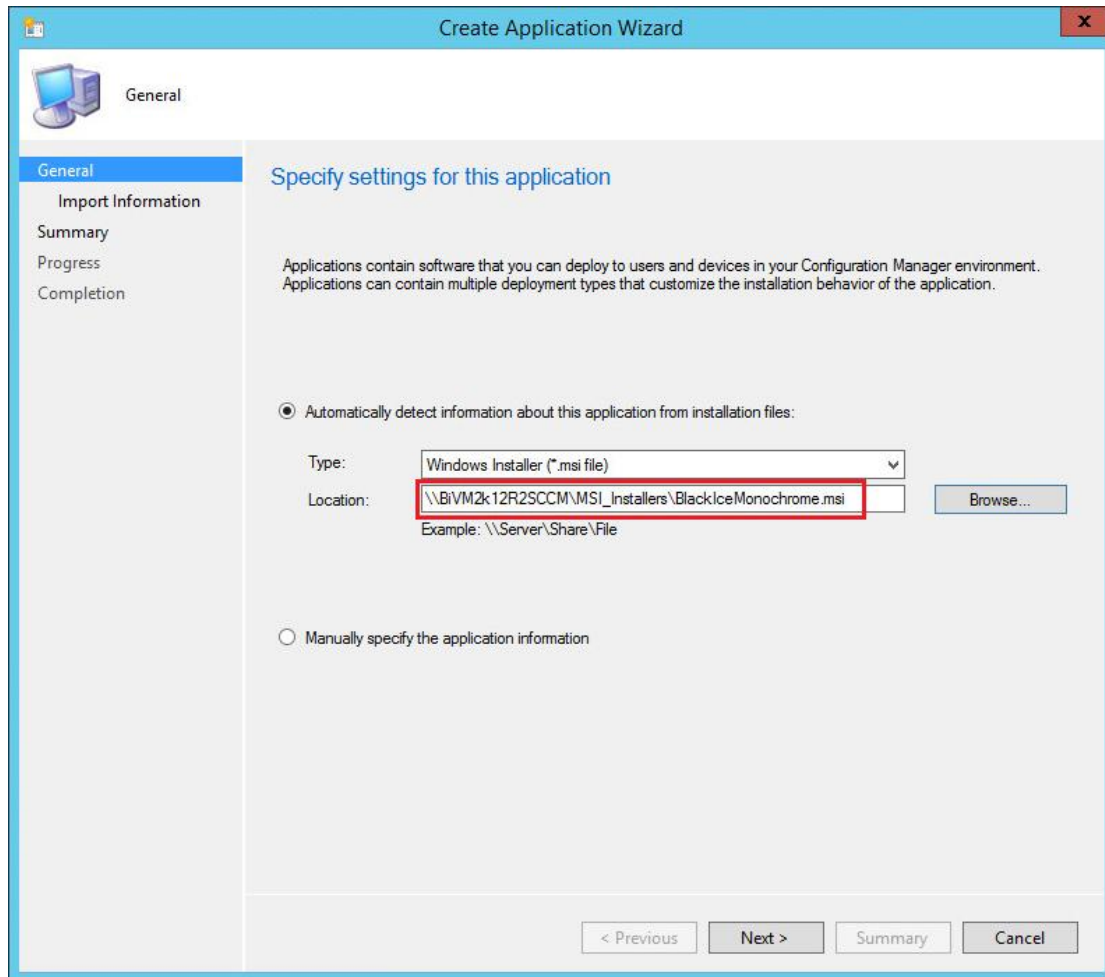 Create Application Wizard
x
General
General
Import Information
Summary
Progress
Completion
Specify settings for this application
Applications contain software that you can deploy to users and devices in your Configuration Manager environment.
Applications can contain multiple deployment types that customize the installation behavior of the application.
Automatically detect information about this application from installation files:
Type:
Windows Installer (*.msi file)
Location:
\\BiVM2k12R2SCCM\MSI_Installers\BlackIceMonochrome.msi
Browse...
Example: \\Server\Share\File
Manually specify the application information
< Previous
Next >
Summary
Cancel